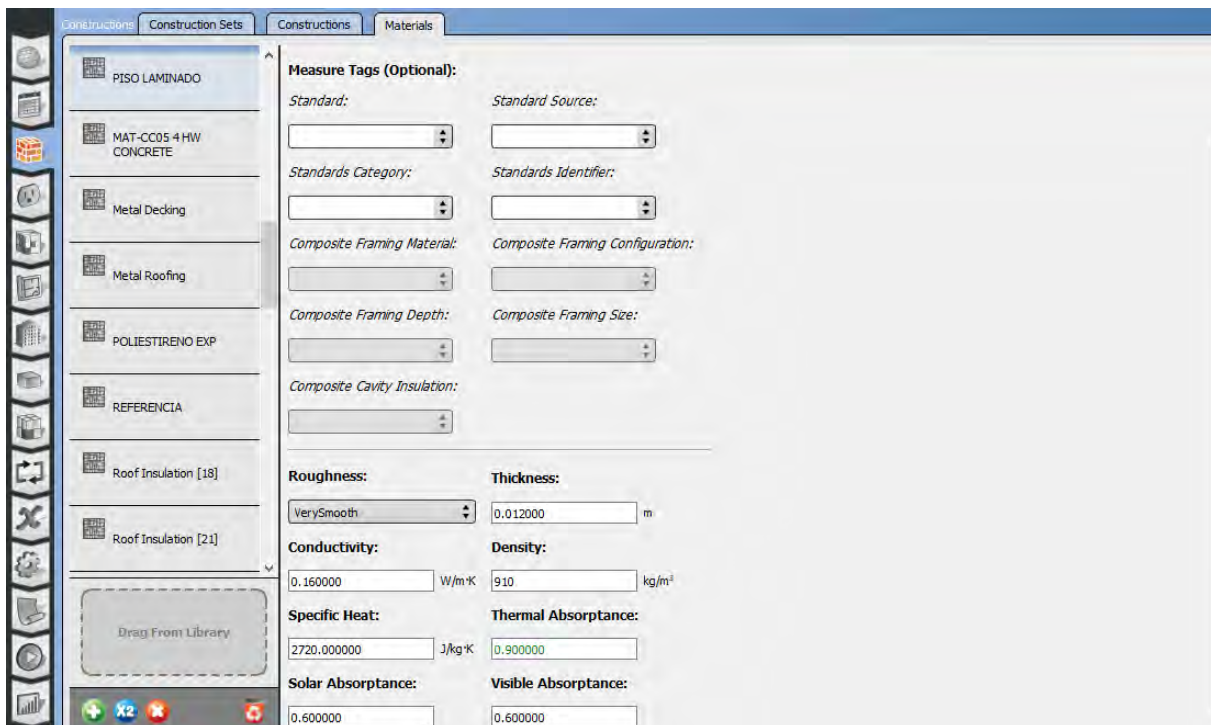 Constructions
Construction Sets
Constructions
Materials
PISO LAMINADO
MAT-CC05 4 HW
CONCRETE
Metal Decking
Metal Roofing
POLIESTIRENO EXP
REFERENCIA
Roof Insulation [18]
Roof Insulation [21]
Drag From Library
X2
Measure Tags (Optional):
Standard: Standard Source:
Standards Category: Standards Identifier:
Composite Framing Material: Composite Framing Configuration:
Composite Framing Depth: Composite Framing Size:
Composite Cavity Insulation:
Roughness: Thickness:
VerySmooth 0.012000 m
Conductivity: Density:
0.160000 W/m·K 910 kg/m³
Specific Heat: Thermal Absorptance:
2720.000000 J/kg·K 0.900000
Solar Absorptance: Visible Absorptance:
0.600000 0.600000